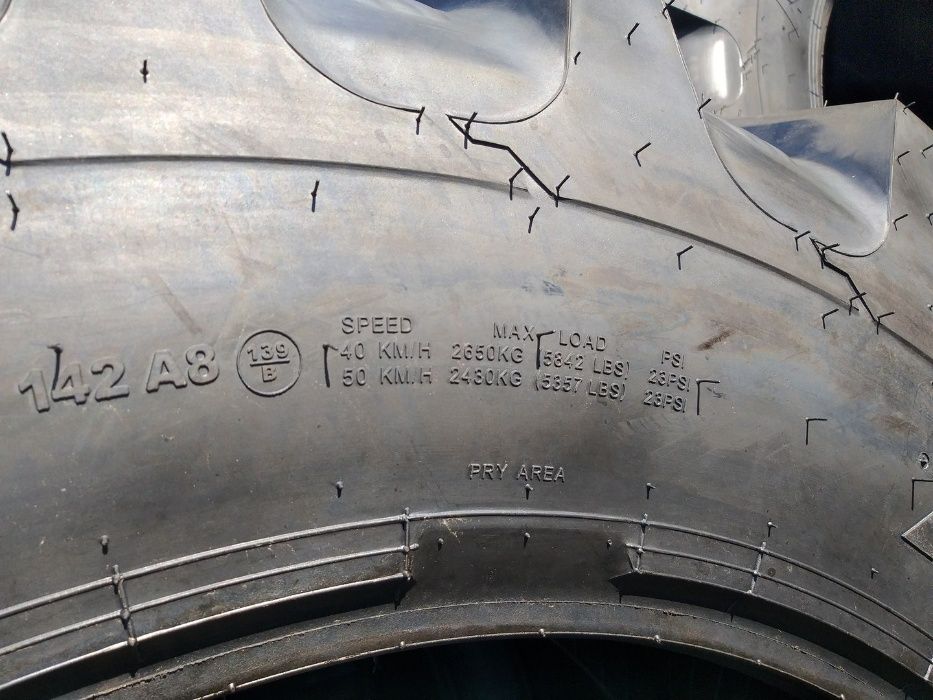 SPEED MAX LOAD PSI
142 A8 139 40 KM/H 2650KG (5842 LBS) 23PSI
B 50 KM/H 2430KG (5357 LBS) 23PSI
PRY AREA